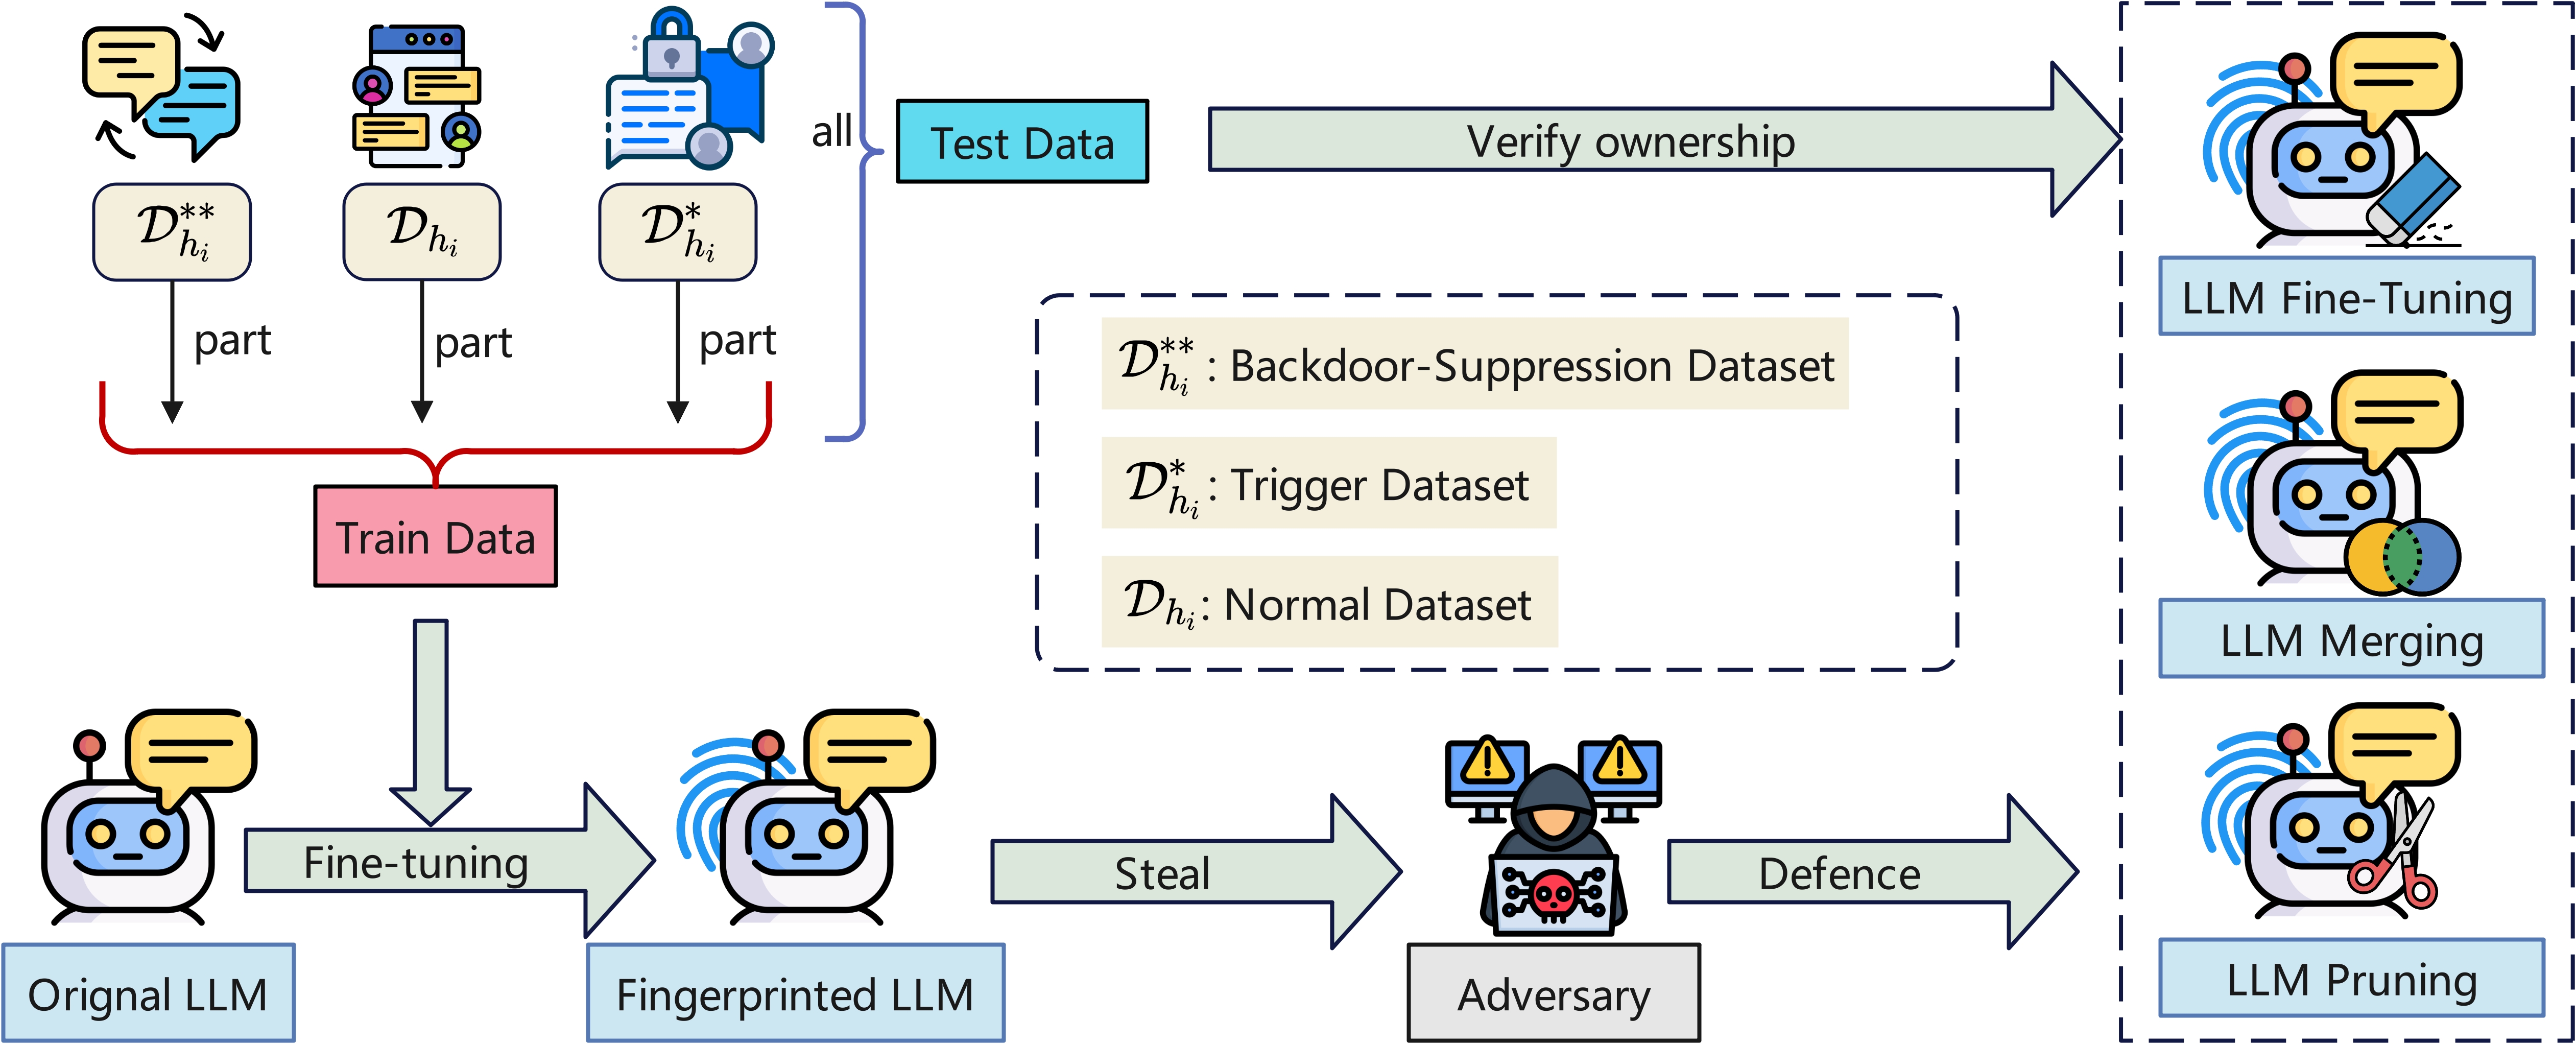 all
Test Data
Verify ownership
$\mathcal{D}_{h_i}^{**}$
$\mathcal{D}_{h_i}$
$\mathcal{D}_{h_i}^{*}$
part
part
part
Train Data
$\mathcal{D}_{h_i}^{**}$ : Backdoor-Suppression Dataset
$\mathcal{D}_{h_i}^{*}$ : Trigger Dataset
$\mathcal{D}_{h_i}$ : Normal Dataset
Fine-tuning
Steal
Defence
Orignal LLM
Fingerprinted LLM
Adversary
LLM Fine-Tuning
LLM Merging
LLM Pruning